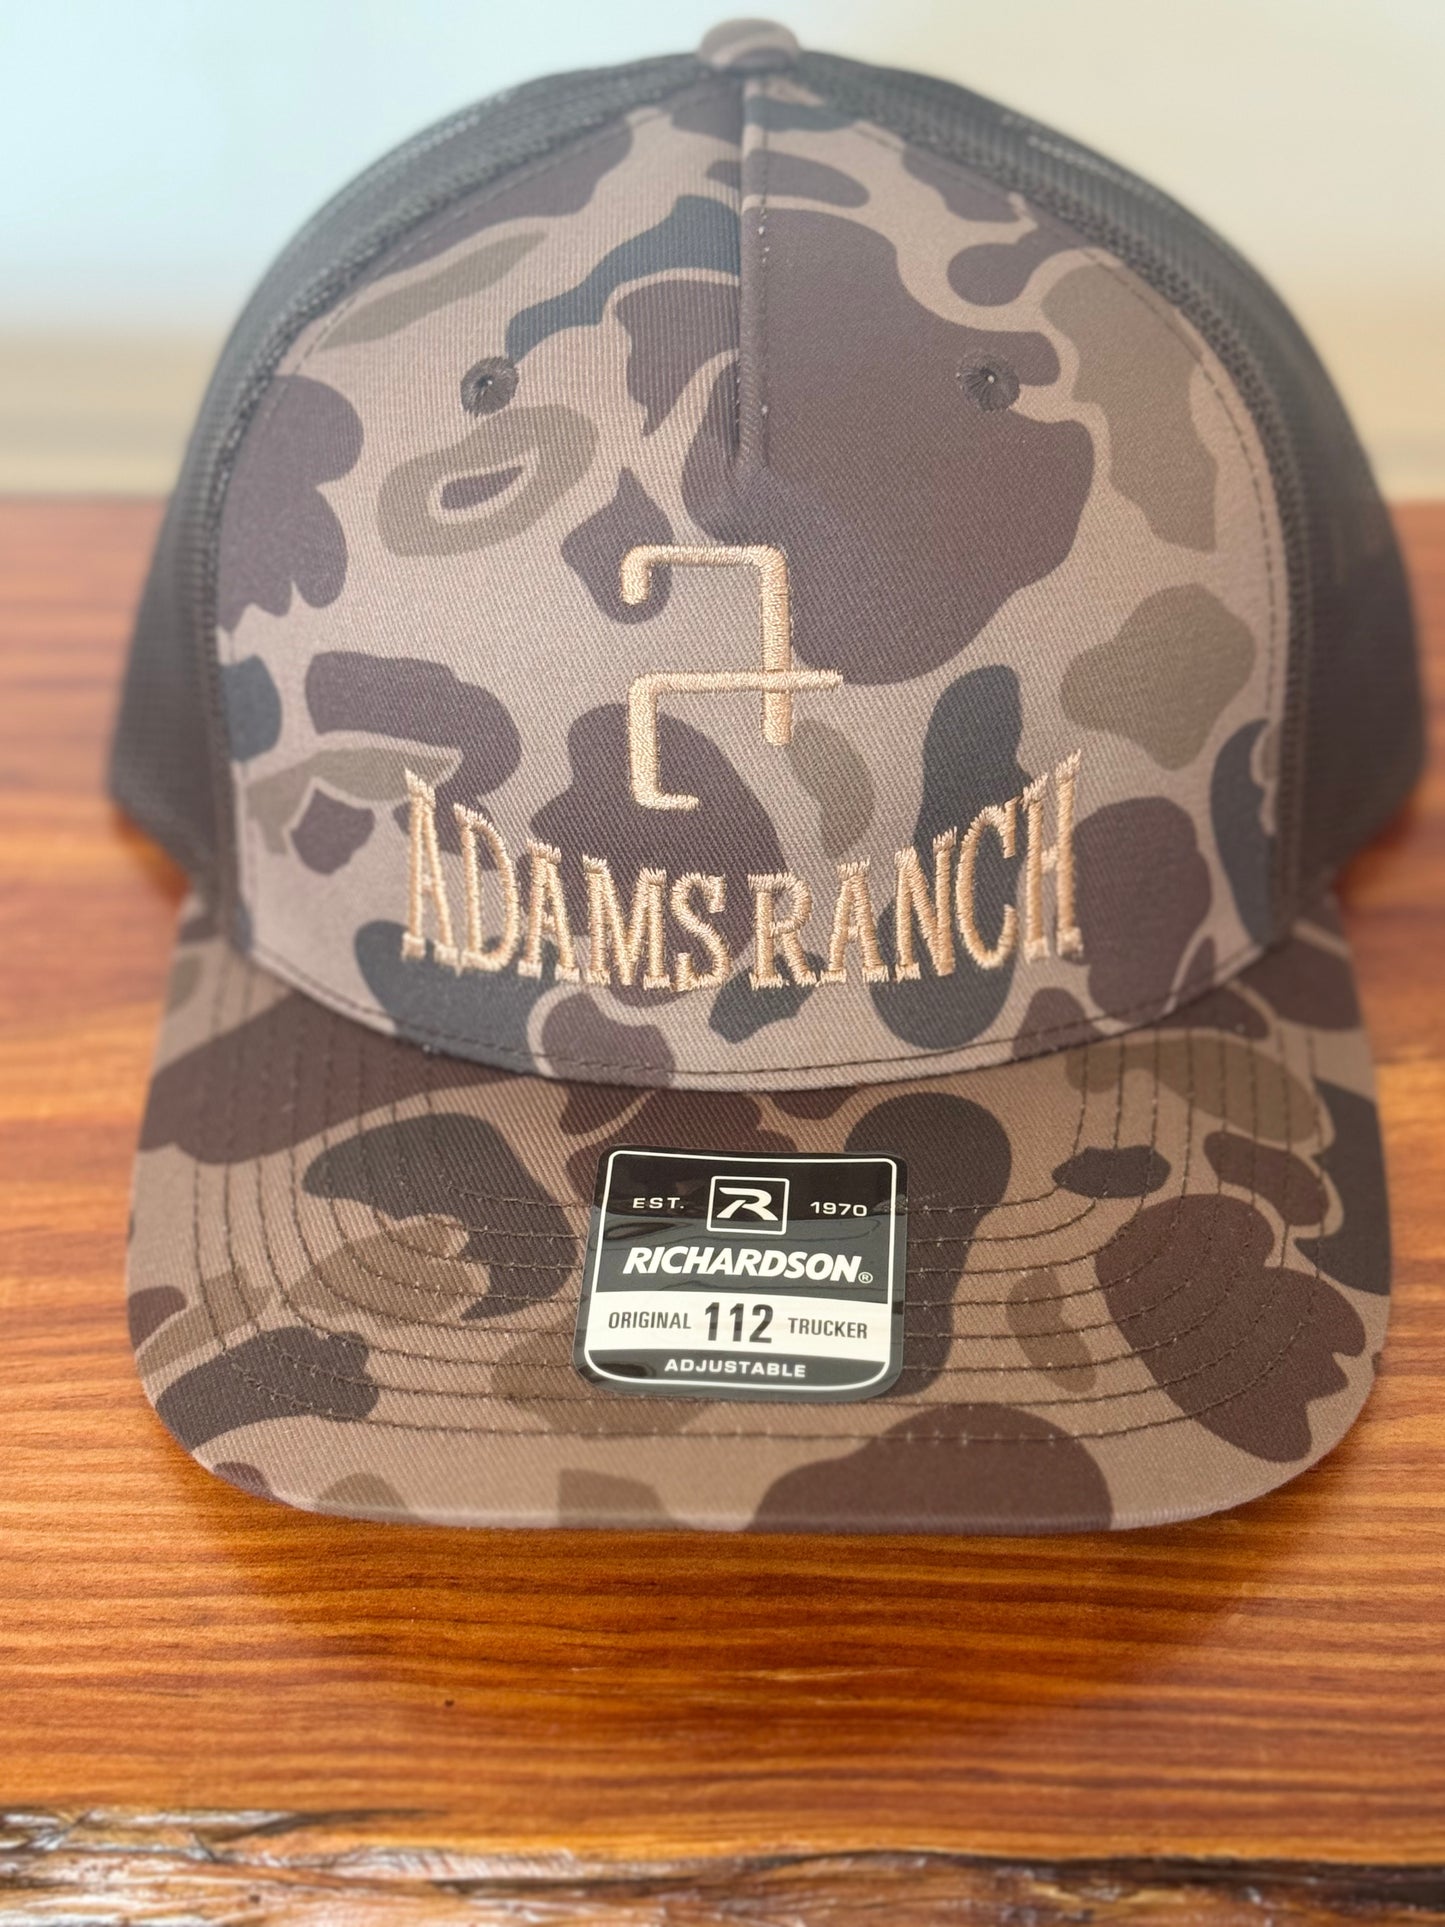 ADAMS RANCH
EST. R 1970
RICHARDSON®
ORIGINAL 112 TRUCKER
ADJUSTABLE